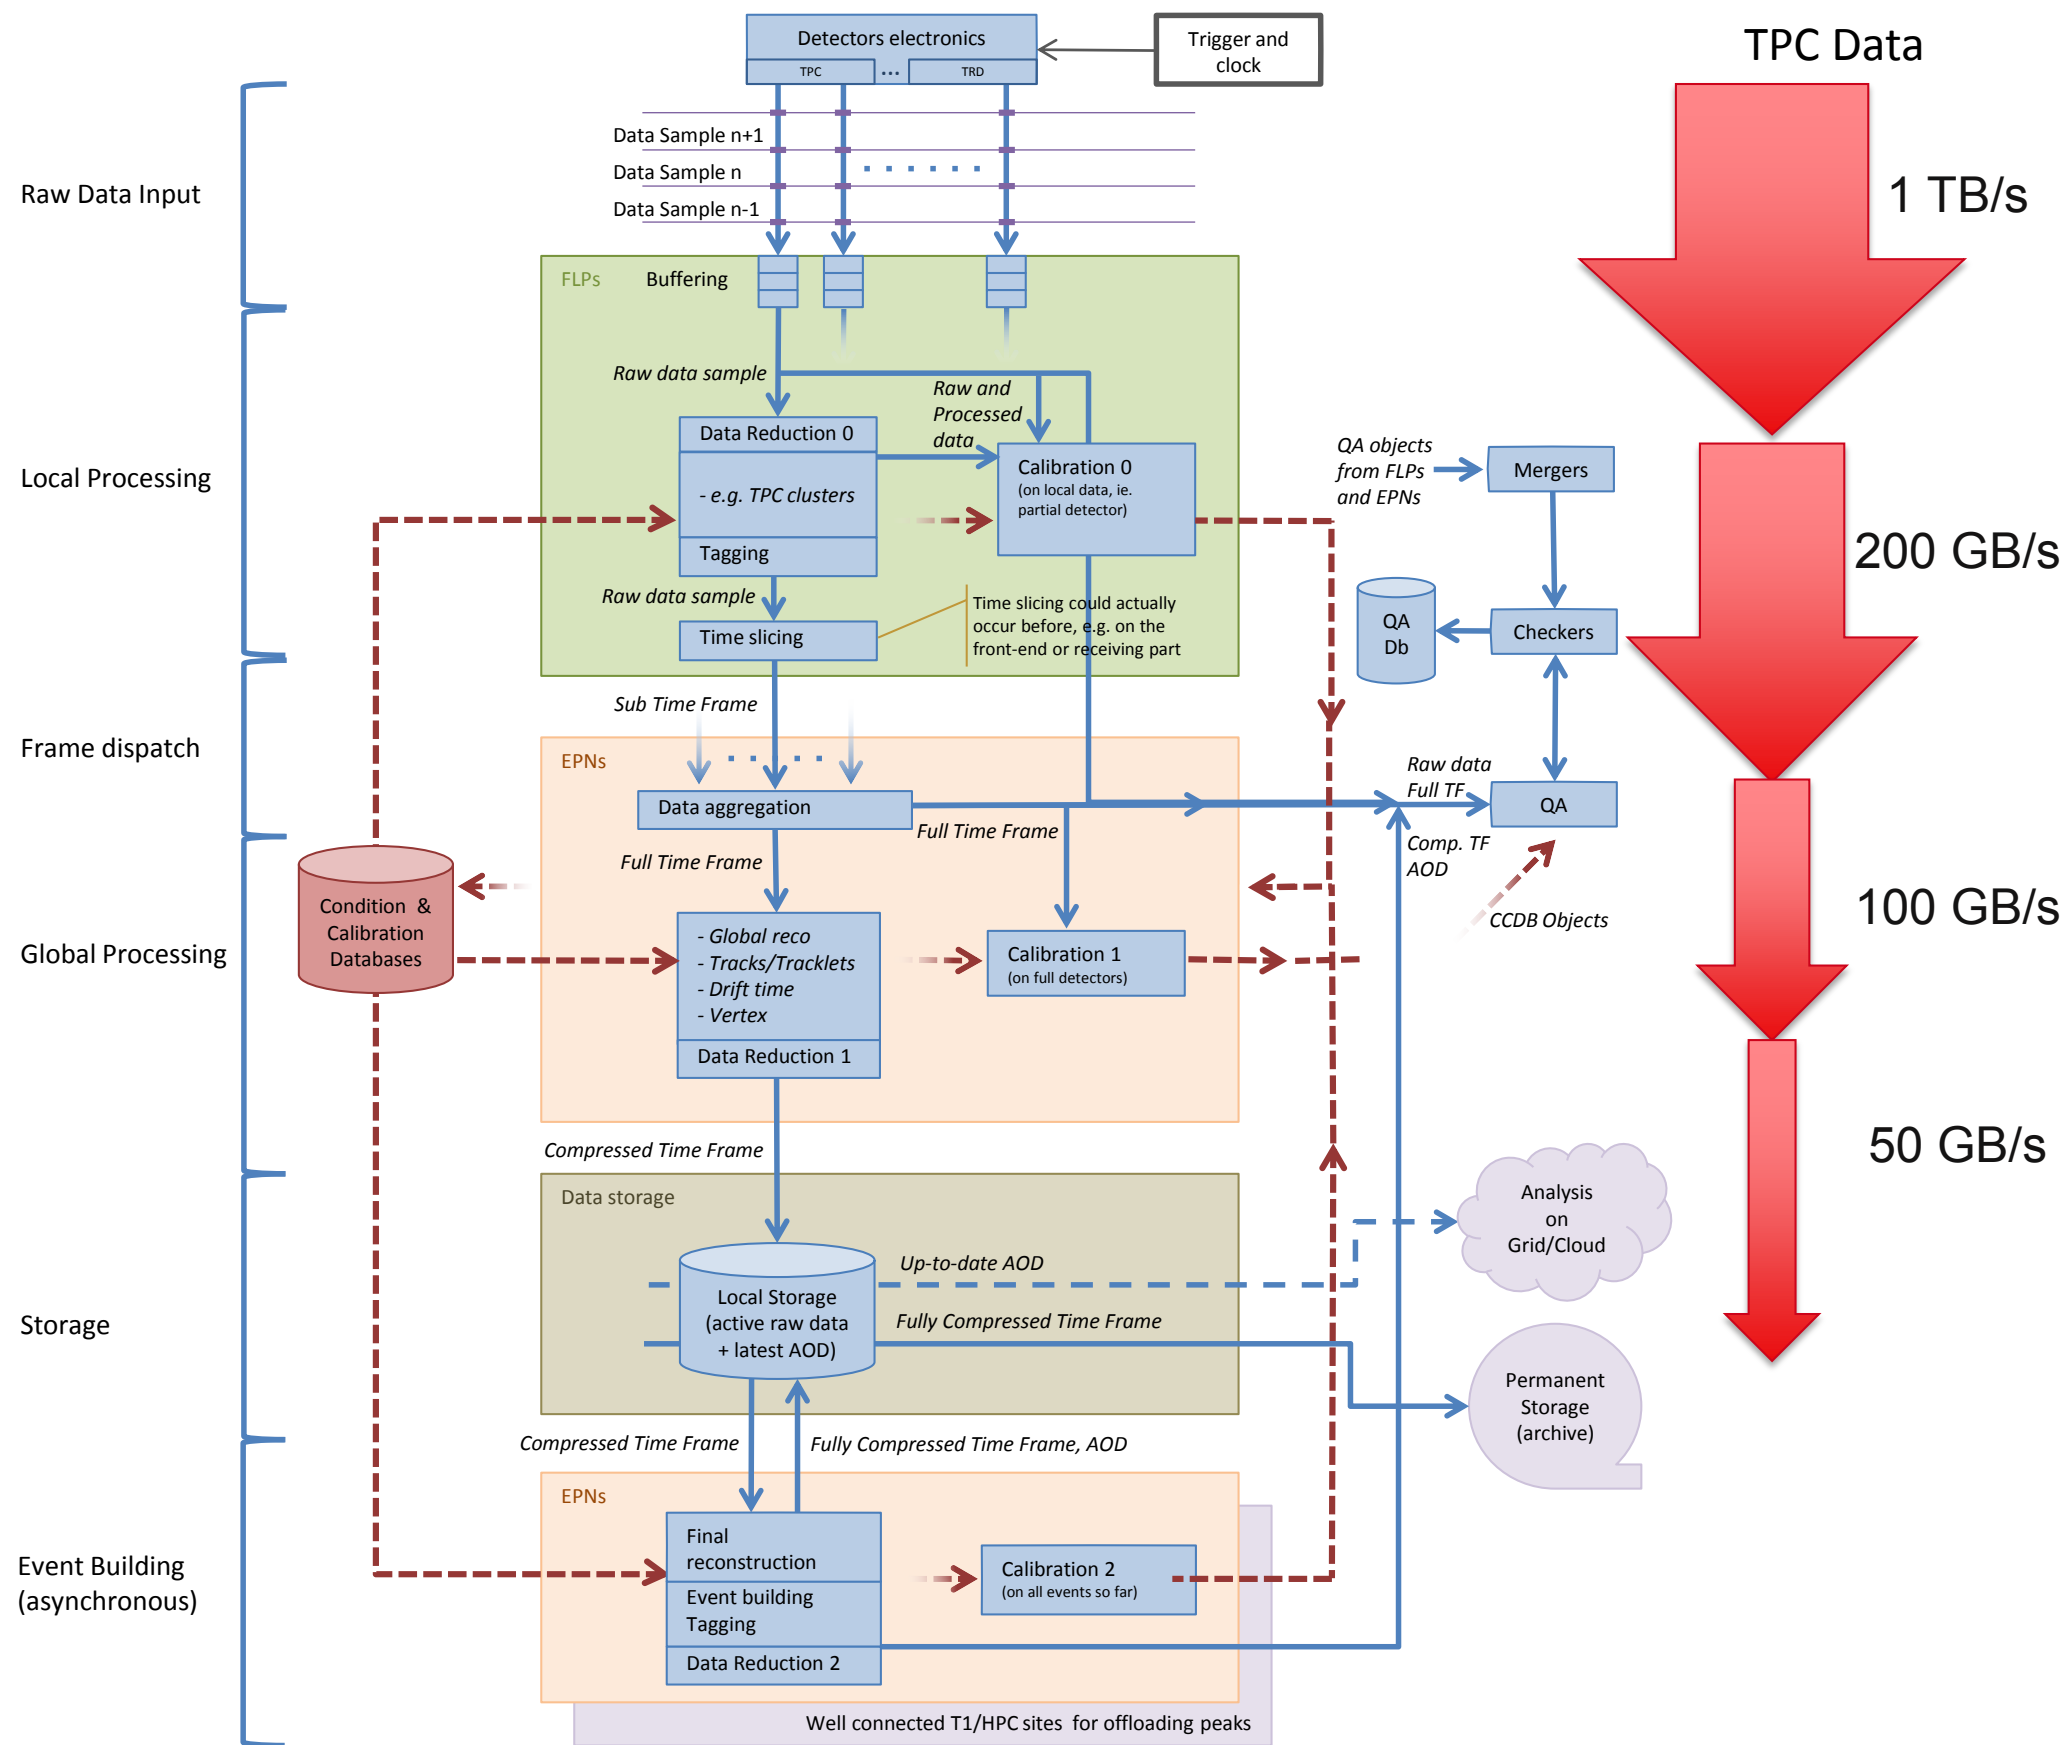 Detectors electronics
TPC
...
TRD
Trigger and
clock
TPC Data
Data Sample n+1
Data Sample n
Data Sample n-1
Raw Data Input
1 TB/s
FLPs
Buffering
Raw data sample
Raw and
Processed
data
Data Reduction 0
- e.g. TPC clusters
Tagging
Calibration 0
(on local data, ie.
partial detector)
QA objects
from FLPs
and EPNs
Mergers
Local Processing
200 GB/s
Raw data sample
Time slicing
Time slicing could actually
occur before, e.g. on the
front-end or receiving part
QA
Db
Checkers
Sub Time Frame
Frame dispatch
EPNs
Data aggregation
Full Time Frame
Full Time Frame
Raw data
Full TF
QA
Comp. TF
AOD
CCDB Objects
100 GB/s
Condition &
Calibration
Databases
Global Processing
- Global reco
- Tracks/Tracklets
- Drift time
- Vertex
Data Reduction 1
Calibration 1
(on full detectors)
Compressed Time Frame
50 GB/s
Data storage
Up-to-date AOD
Local Storage
(active raw data
+ latest AOD)
Fully Compressed Time Frame
Analysis
on
Grid/Cloud
Storage
Permanent
Storage
(archive)
Compressed Time Frame
Fully Compressed Time Frame, AOD
EPNs
Final
reconstruction
Event building
Tagging
Data Reduction 2
Calibration 2
(on all events so far)
Event Building
(asynchronous)
Well connected T1/HPC sites for offloading peaks